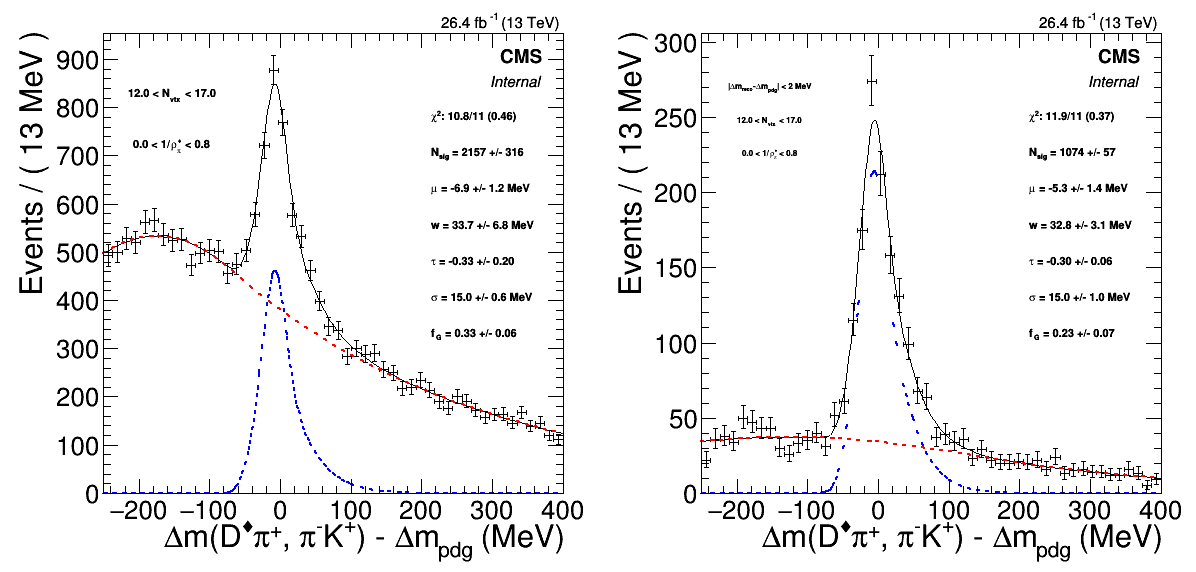 26.4 fb⁻¹ (13 TeV)
CMS
Internal
12.0 < N_vtx < 17.0
0.0 < 1/ρ_π^♦ < 0.8
χ²: 10.8/11 (0.46)
N_sig = 2157 +/- 316
μ = -6.9 +/- 1.2 MeV
w = 33.7 +/- 6.8 MeV
τ = -0.33 +/- 0.20
σ = 15.0 +/- 0.6 MeV
f_G = 0.33 +/- 0.06
Events / ( 13 MeV )
900
800
700
600
500
400
300
200
100
0
−200 −100 0 100 200 300 400
Δm(D^♦π⁺, π⁻K⁺) - Δm_pdg (MeV)
26.4 fb⁻¹ (13 TeV)
CMS
Internal
|Δm_reco-Δm_pdg| < 2 MeV
12.0 < N_vtx < 17.0
0.0 < 1/ρ_π^♦ < 0.8
χ²: 11.9/11 (0.37)
N_sig = 1074 +/- 57
μ = -5.3 +/- 1.4 MeV
w = 32.8 +/- 3.1 MeV
τ = -0.30 +/- 0.06
σ = 15.0 +/- 1.0 MeV
f_G = 0.23 +/- 0.07
Events / ( 13 MeV )
300
250
200
150
100
50
0
−200 −100 0 100 200 300 400
Δm(D^♦π⁺, π⁻K⁺) - Δm_pdg (MeV)